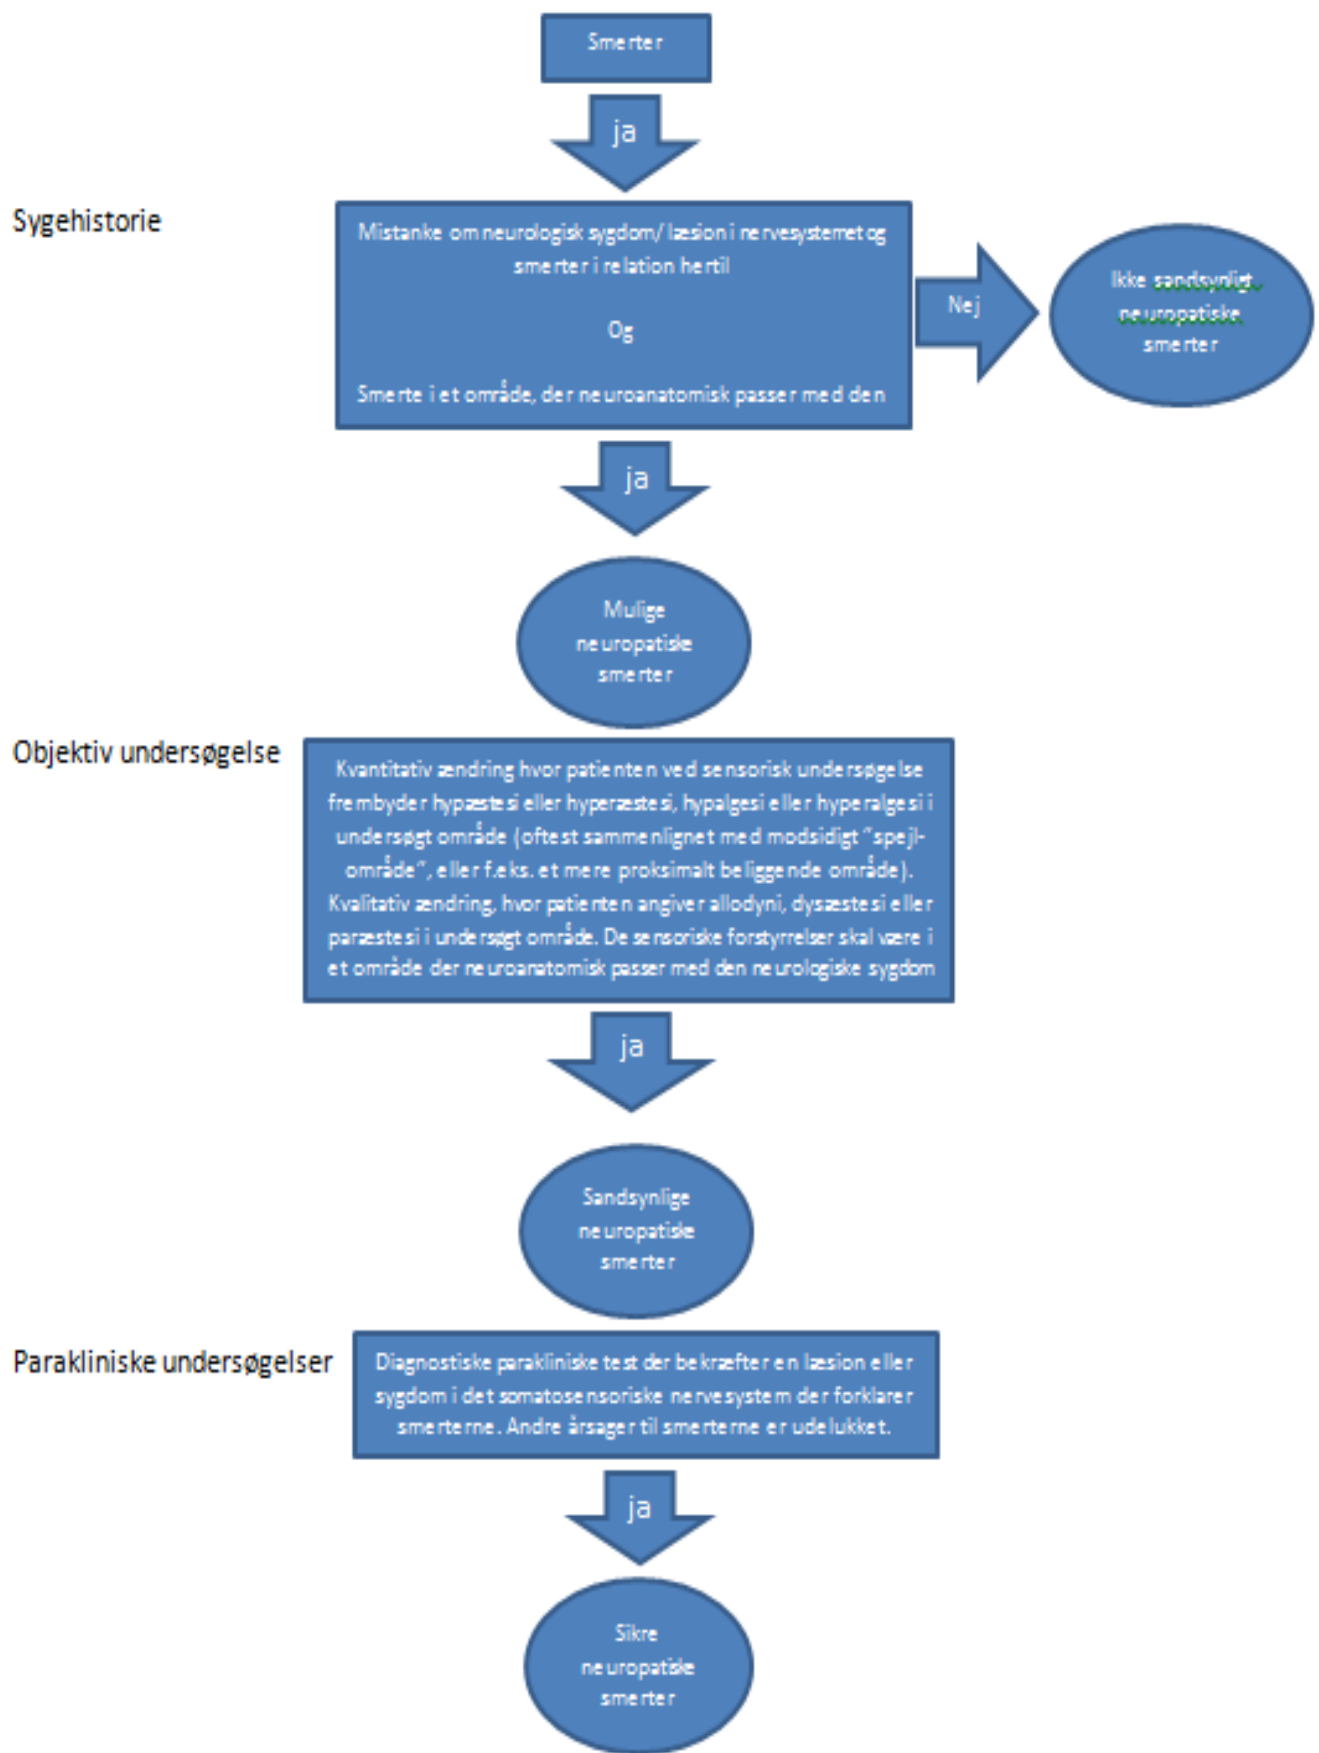 Smerter
ja
Sygehistorie
Mistanke om neurologisk sygdom/ læsion i nervesystemet og
smerter i relation hertil
Og
Smerte i et område, der neuroanatomisk passer med den
Nej
Ikke sandsynligt
neuropatiske
smerter
ja
Mulige
neuropatiske
smerter
Objektiv undersøgelse
Kvantitativ ændring hvor patienten ved sensorisk undersøgelse
frembyder hypæstesi eller hyperæstesi, hypalgesi eller hyperalgesi i
undersøgt område (oftest sammenlignet med modsidigt "spejl-
område", eller f.eks. et mere proksimalt beliggende område).
Kvalitativ ændring, hvor patienten angiver allodyni, dysæstesi eller
paræstesi i undersøgt område. De sensoriske forstyrrelser skal være i
et område der neuroanatomisk passer med den neurologiske sygdom
ja
Sandsynlige
neuropatiske
smerter
Parakliniske undersøgelser
Diagnostiske parakliniske test der bekræfter en læsion eller
sygdom i det somatosensoriske nervesystem der forklarer
smerterne. Andre årsager til smerterne er udelukket.
ja
Sikre
neuropatiske
smerter